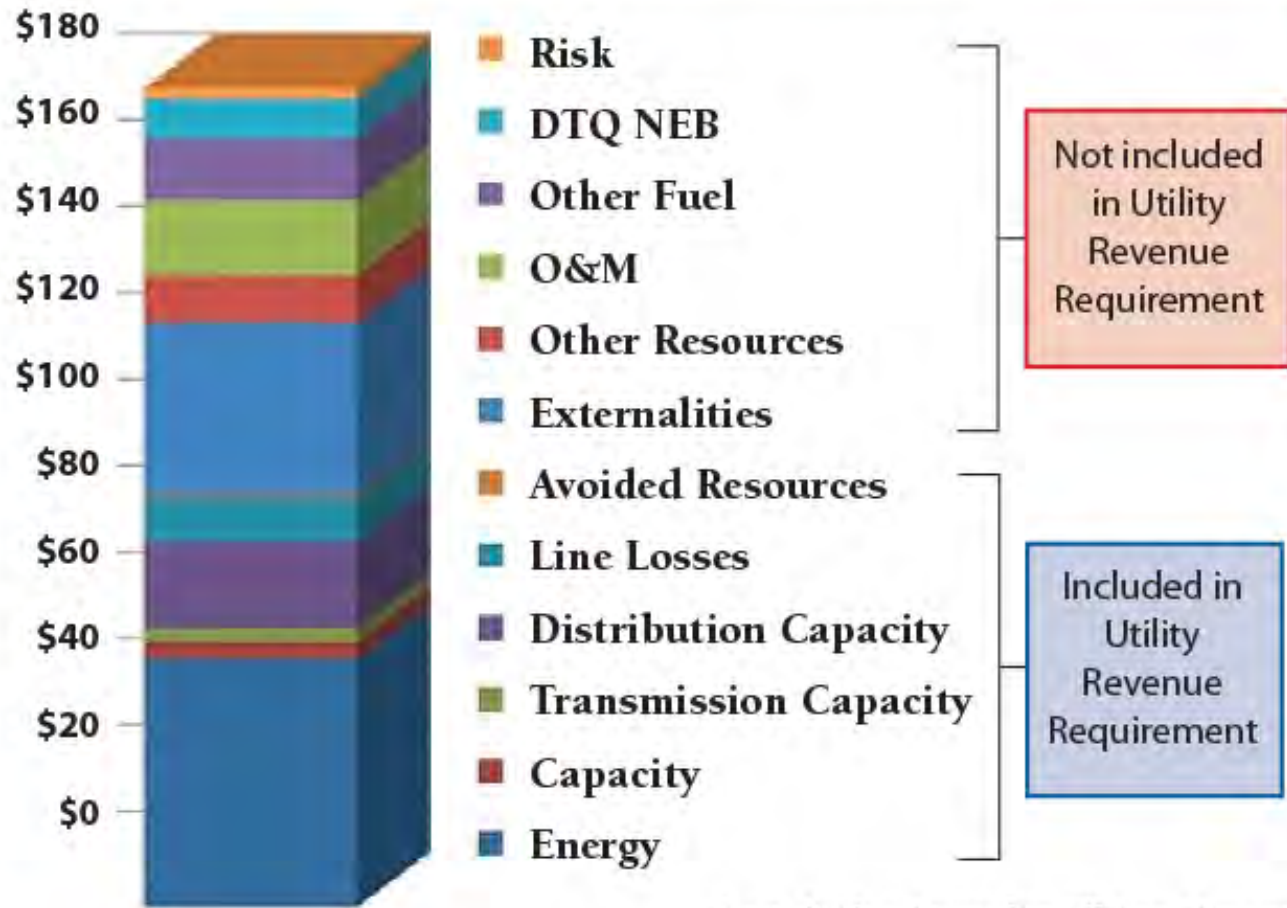 $180
$160
$140
$120
$100
$80
$60
$40
$20
$0
Risk
DTQ NEB
Other Fuel
O&M
Other Resources
Externalities
Avoided Resources
Line Losses
Distribution Capacity
Transmission Capacity
Capacity
Energy
Not included
in Utility
Revenue
Requirement
Included in
Utility
Revenue
Requirement